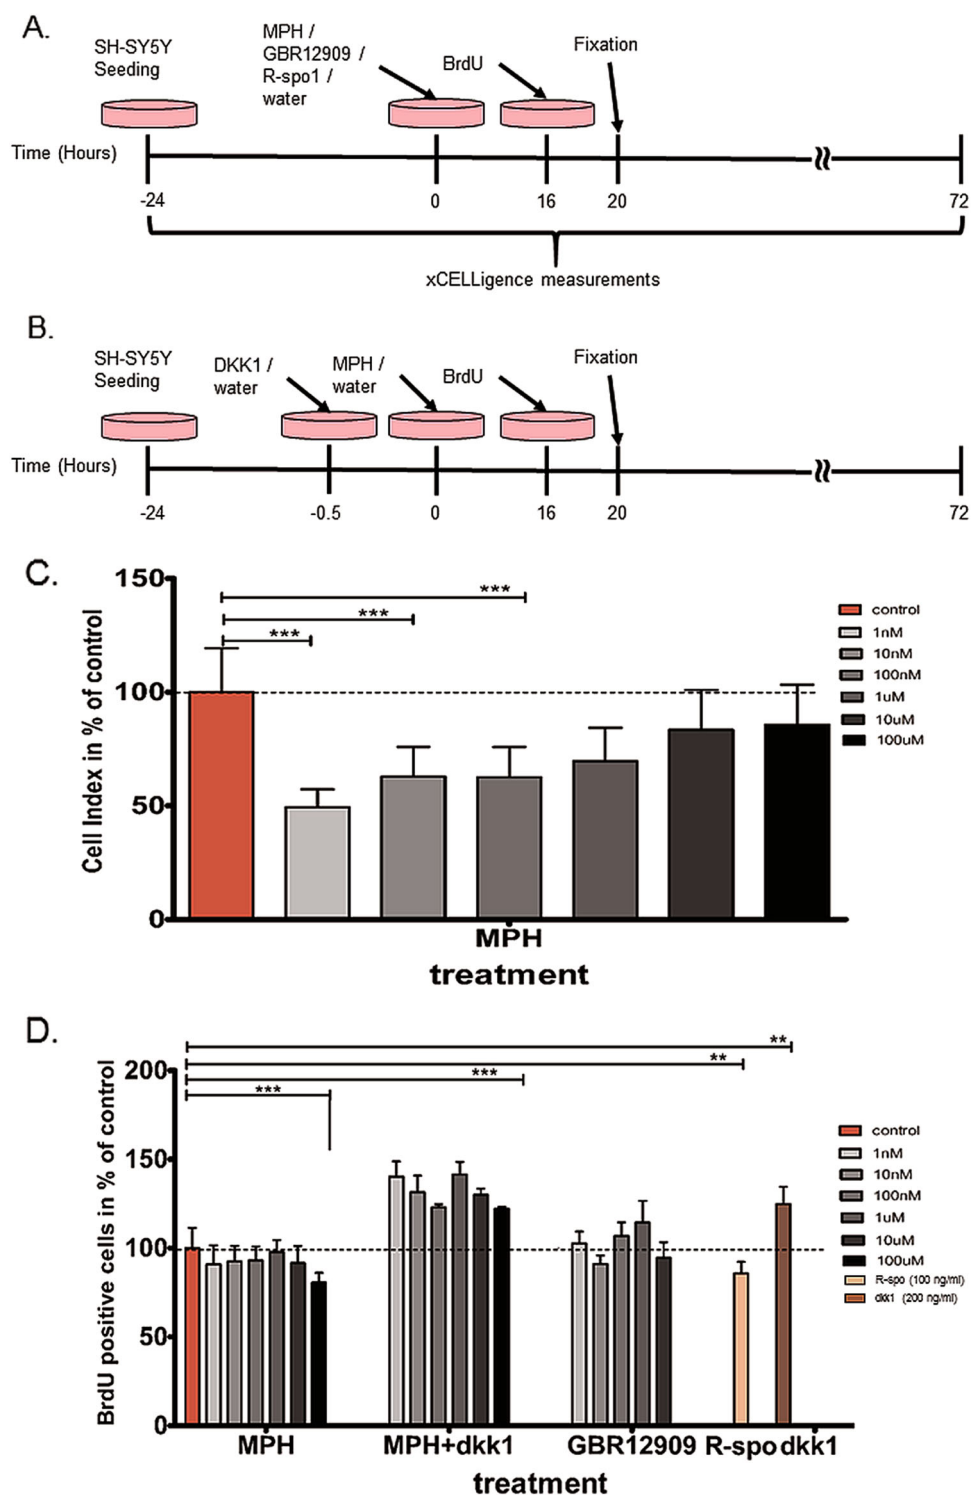 A.
SH-SY5Y
Seeding
MPH /
GBR12909 /
R-spo1 /
water
BrdU
Fixation
Time (Hours)
-24
0
16
20
72
xCELLigence measurements
B.
SH-SY5Y
Seeding
DKK1 /
water
MPH /
water
BrdU
Fixation
Time (Hours)
-24
-0.5
0
16
20
72
C.
Cell Index in % of control
150
100
50
0
***
***
***
MPH
treatment
control
1nM
10nM
100nM
1uM
10uM
100uM
D.
BrdU positive cells in % of control
200
150
100
50
0
**
**
***
***
MPH
MPH+dkk1
GBR12909
R-spo
dkk1
treatment
control
1nM
10nM
100nM
1uM
10uM
100uM
R-spo (100 ng/ml)
dkk1 (200 ng/ml)